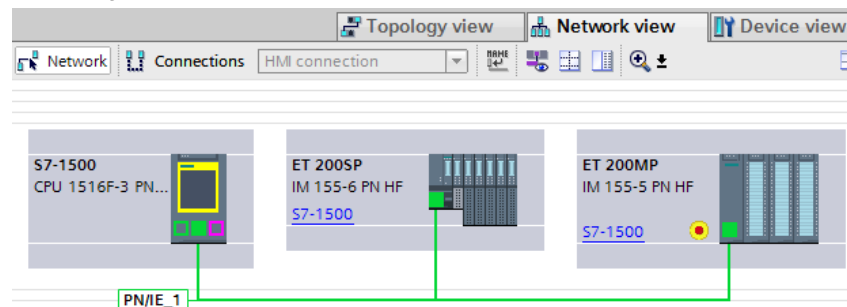 Topology view Network view Device view
Network Connections HMI connection NAME
S7-1500
CPU 1516F-3 PN...
ET 200SP
IM 155-6 PN HF
S7-1500
ET 200MP
IM 155-5 PN HF
S7-1500
PN/IE_1